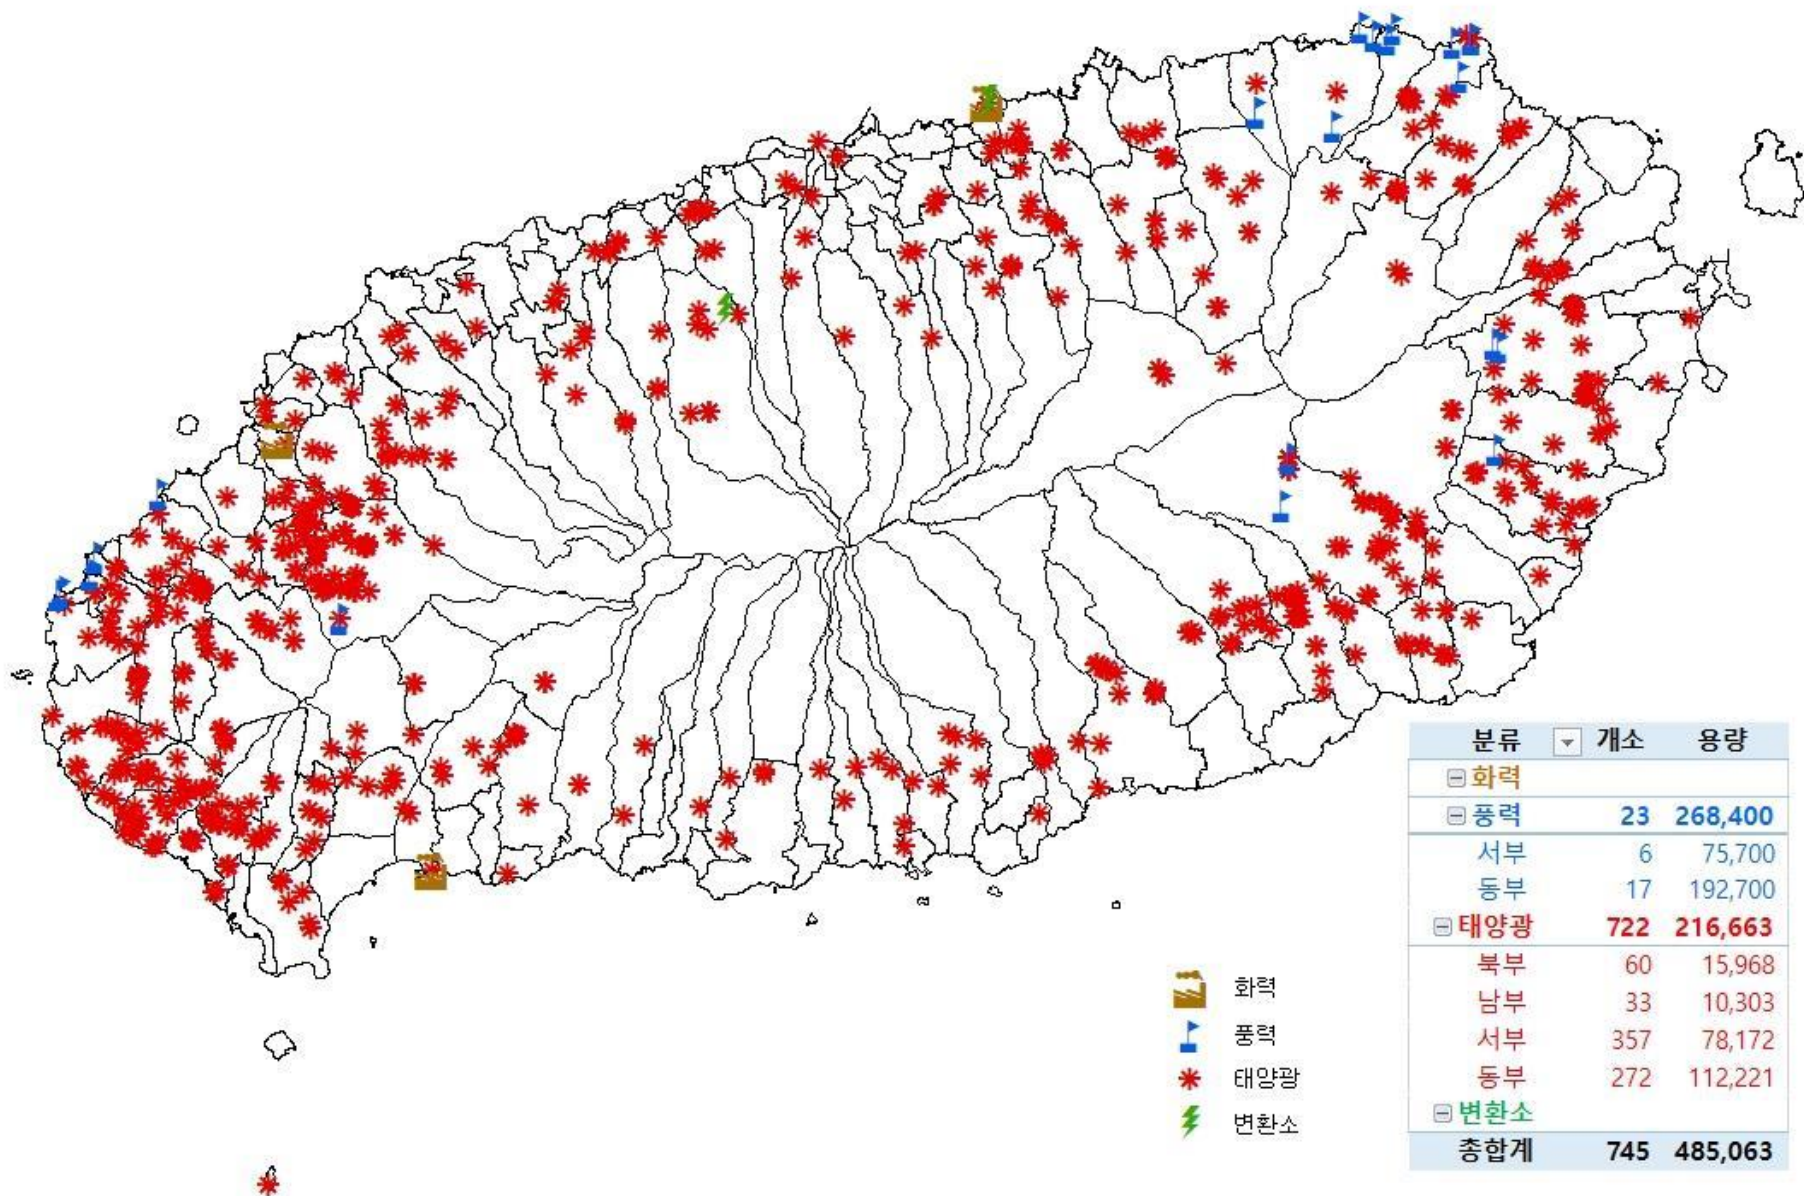 화력
풍력
태양광
변환소
분류 개소 용량
화력
풍력 23 268,400
서부 6 75,700
동부 17 192,700
태양광 722 216,663
북부 60 15,968
남부 33 10,303
서부 357 78,172
동부 272 112,221
변환소
총합계 745 485,063